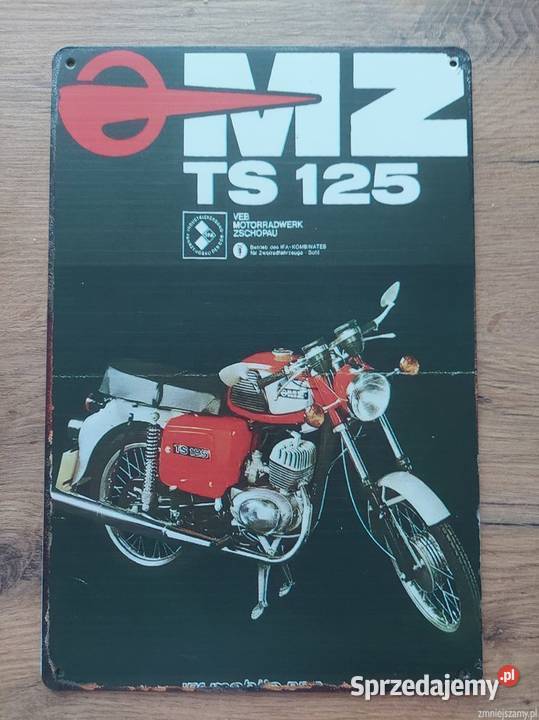 MZ
TS 125
VEB
MOTORRADWERK
ZSCHOPAU
Betrieb des IFA-KOMBINATES
für Zweiradfahrzeuge · Suhl
TS 125
Sprzedajemy.pl
zmniejszamy.pl